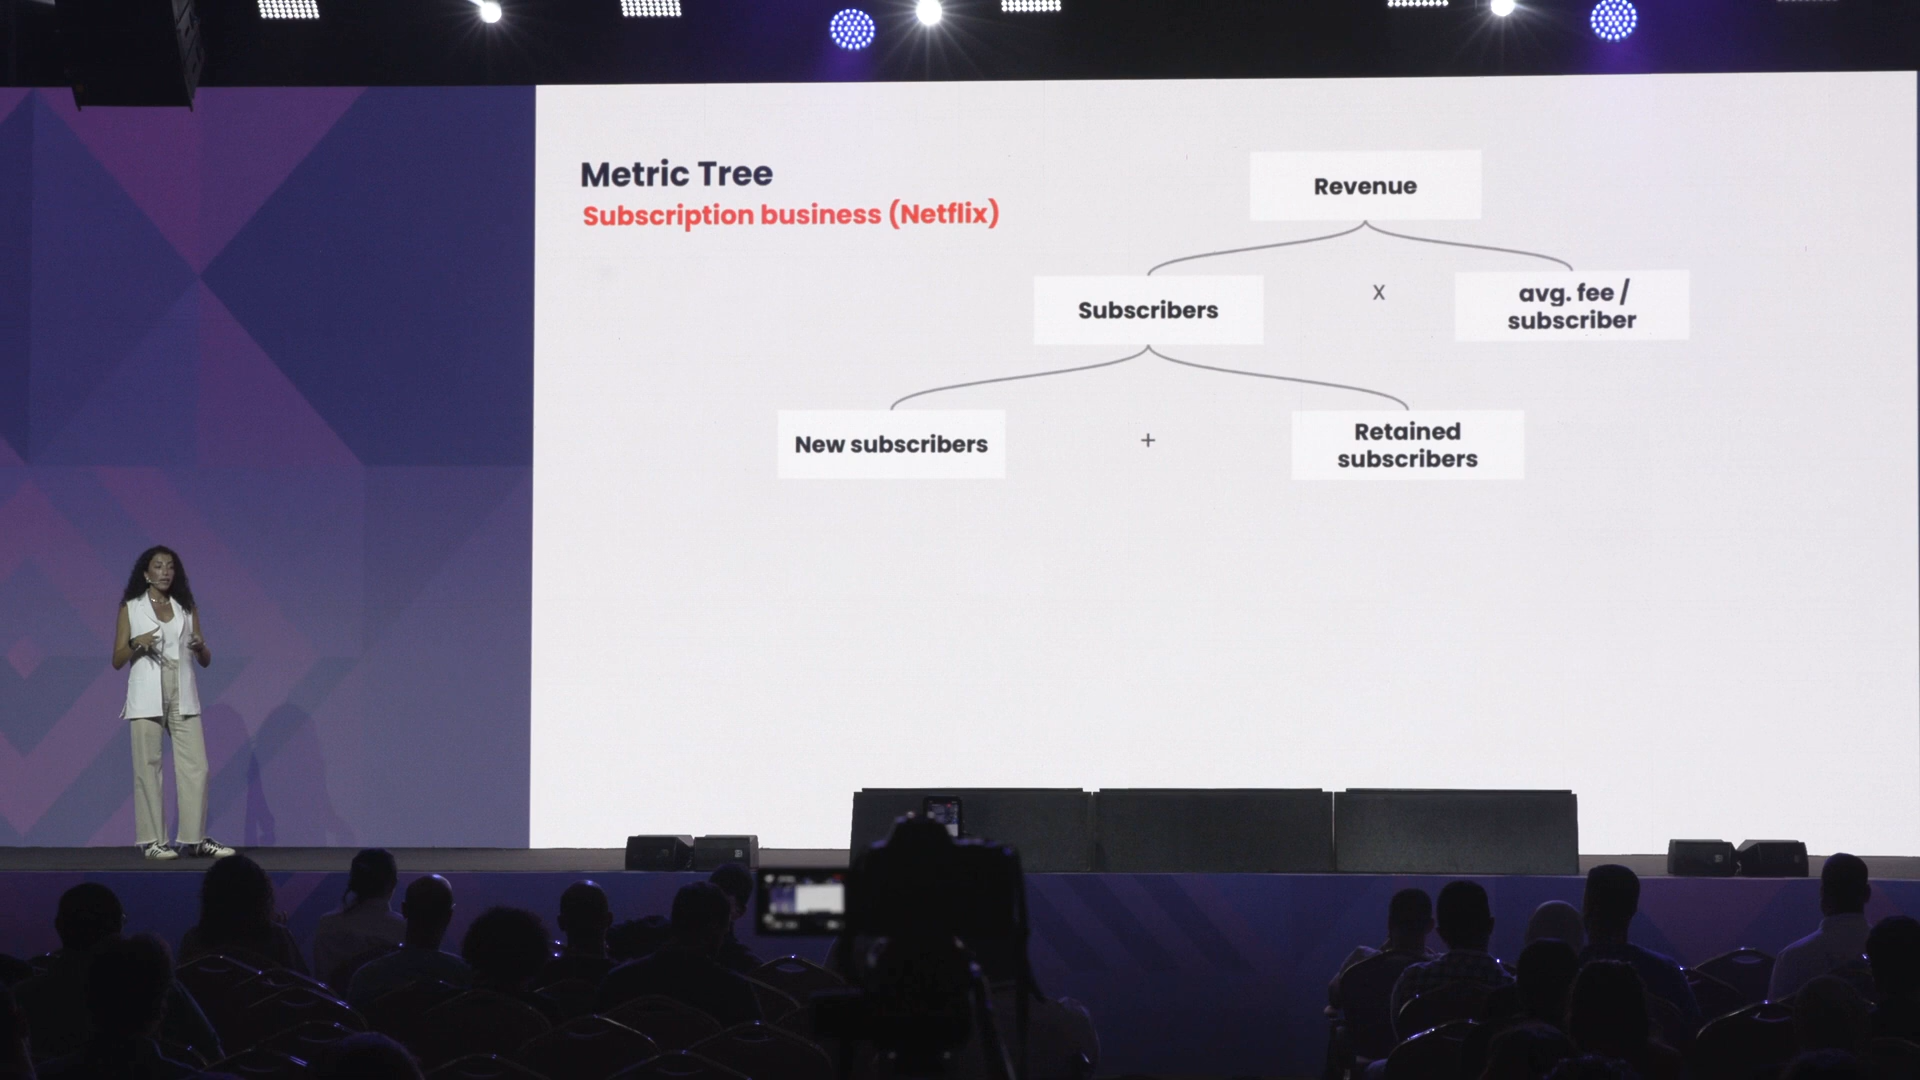 Metric Tree
Subscription business (Netflix)
Revenue
Subscribers
X
avg. fee /
subscriber
New subscribers
+
Retained
subscribers